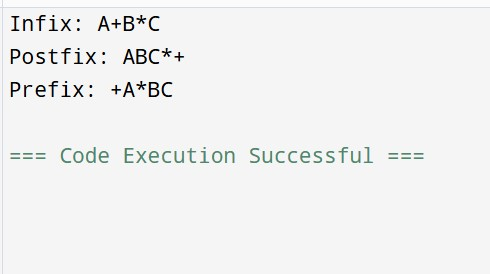 Infix: A+B*C
Postfix: ABC*+
Prefix: +A*BC
=== Code Execution Successful ===